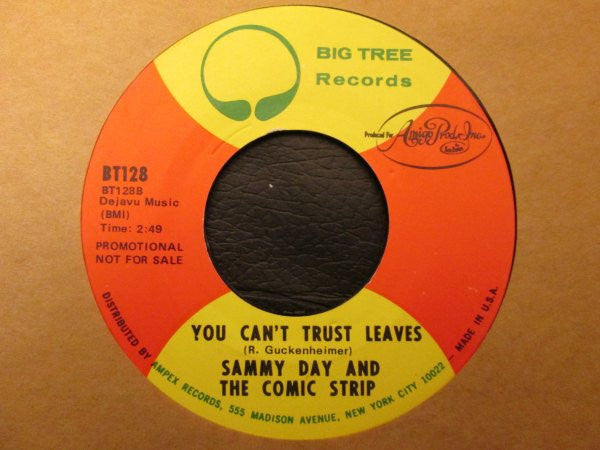 BIG TREE
Records
Produced For Amigo Prods., Inc.
BT128
BT128B
Dejavu Music
(BMI)
Time: 2:49
PROMOTIONAL
NOT FOR SALE
YOU CAN'T TRUST LEAVES
(R. Guckenheimer)
SAMMY DAY AND
THE COMIC STRIP
DISTRIBUTED BY AMPEX RECORDS, 555 MADISON AVENUE, NEW YORK CITY 10022 – MADE IN U.S.A.